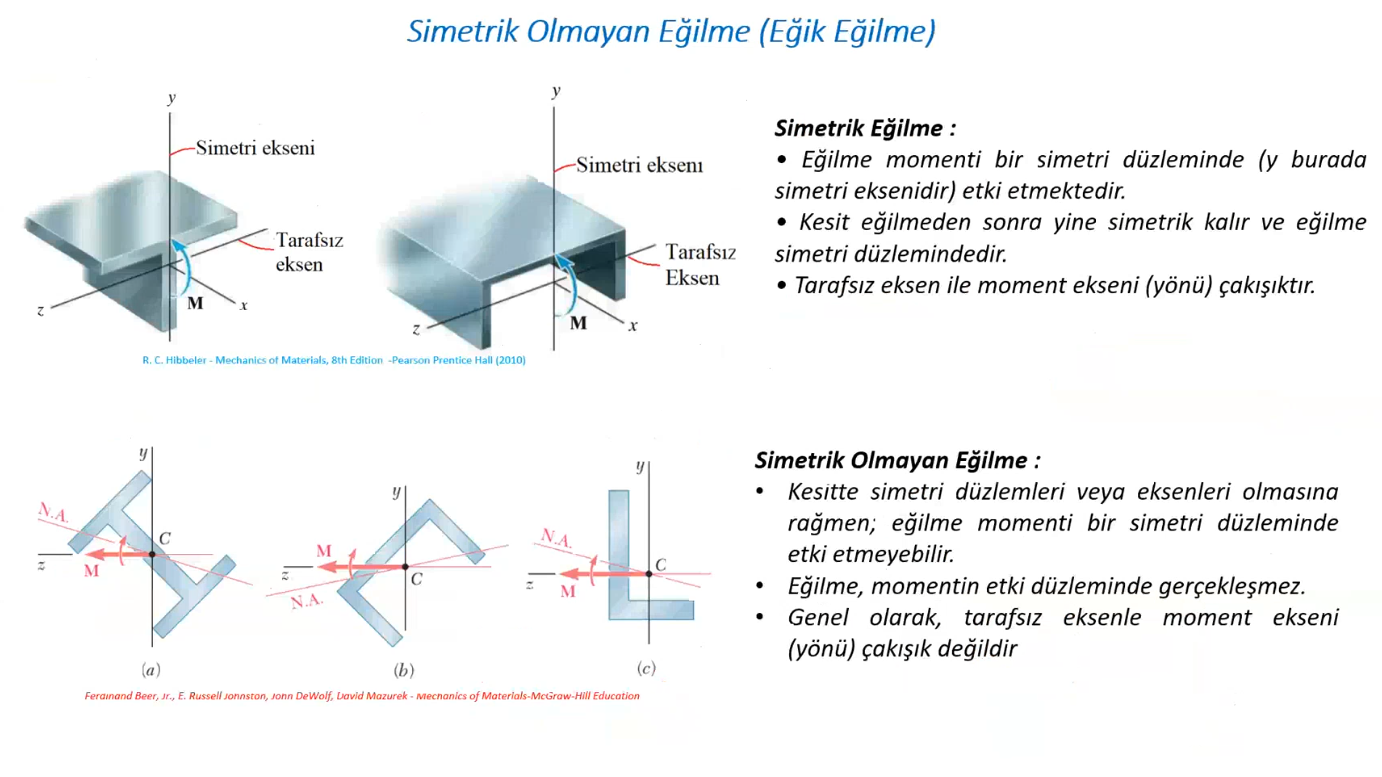 Simetrik Olmayan Eğilme (Eğik Eğilme)
y
Simetri ekseni
Tarafsız
eksen
z
M
x
y
Simetri ekseni
Tarafsız
Eksen
z
M
x
R. C. Hibbeler - Mechanics of Materials, 8th Edition -Pearson Prentice Hall (2010)
Simetrik Eğilme :
• Eğilme momenti bir simetri düzleminde (y burada
simetri eksenidir) etki etmektedir.
• Kesit eğilmeden sonra yine simetrik kalır ve eğilme
simetri düzlemindedir.
• Tarafsız eksen ile moment ekseni (yönü) çakışıktır.
y
N.A.
C
z
M
(a)
y
M
z
C
N.A.
(b)
y
N.A.
C
z
M
(c)
Ferdinand Beer, Jr., E. Russell Johnston, John DeWolf, David Mazurek - Mechanics of Materials-McGraw-Hill Education
Simetrik Olmayan Eğilme :
• Kesitte simetri düzlemleri veya eksenleri olmasına
rağmen; eğilme momenti bir simetri düzleminde
etki etmeyebilir.
• Eğilme, momentin etki düzleminde gerçekleşmez.
• Genel olarak, tarafsız eksenle moment ekseni
(yönü) çakışık değildir